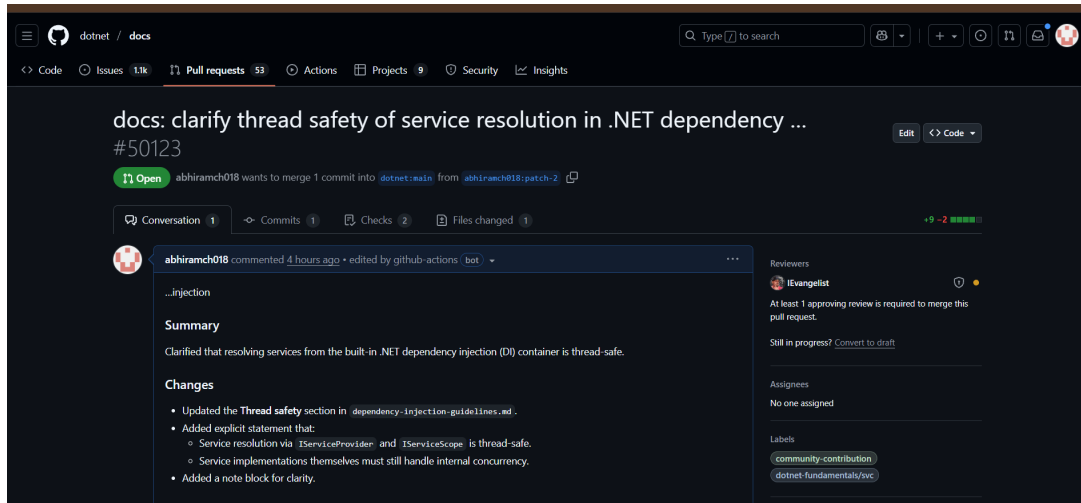 dotnet / docs
Type / to search
Code Issues 1.1k Pull requests 53 Actions Projects 9 Security Insights
docs: clarify thread safety of service resolution in .NET dependency ...
#50123
Edit <> Code
Open abhiramch018 wants to merge 1 commit into dotnet:main from abhiramch018:patch-2
Conversation 1 Commits 1 Checks 2 Files changed 1
+9 −2
abhiramch018 commented 4 hours ago • edited by github-actions bot
...
...injection
Summary
Clarified that resolving services from the built-in .NET dependency injection (DI) container is thread-safe.
Changes
• Updated the Thread safety section in dependency-injection-guidelines.md.
• Added explicit statement that:
Service resolution via IServiceProvider and IServiceScope is thread-safe.
Service implementations themselves must still handle internal concurrency.
• Added a note block for clarity.
Reviewers
IEvangelist
At least 1 approving review is required to merge this
pull request.
Still in progress? Convert to draft
Assignees
No one assigned
Labels
community-contribution
dotnet-fundamentals/svc